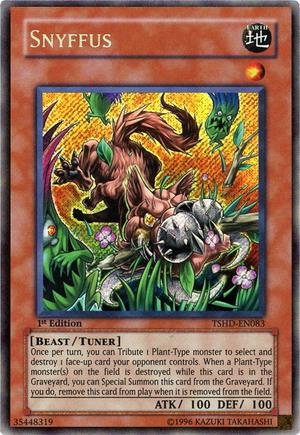 SNYFFUS
EARTH
地
1st Edition
TSHD-EN083
[BEAST/TUNER]
Once per turn, you can Tribute 1 Plant-Type monster to select and
destroy 1 face-up card your opponent controls. When a Plant-Type
monster(s) on the field is destroyed while this card is in the
Graveyard, you can Special Summon this card from the Graveyard. If
you do, remove this card from play when it is removed from the field.
ATK/ 100 DEF/ 100
35448319
©1996 KAZUKI TAKAHASHI